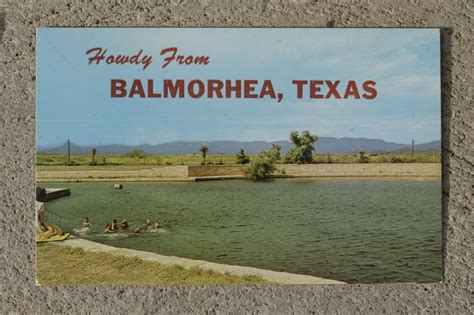 Howdy From
BALMORHEA, TEXAS